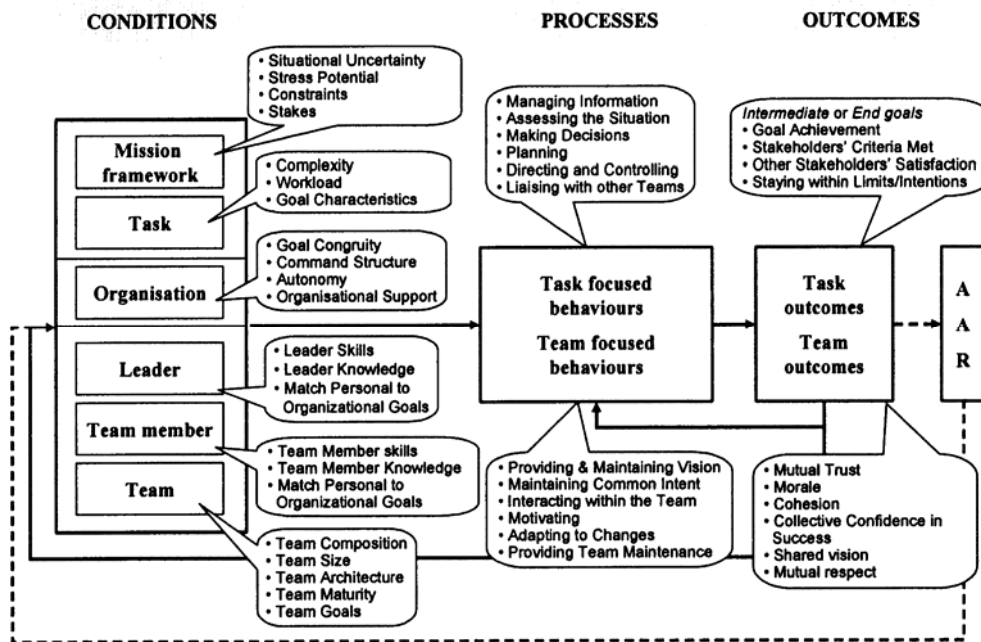 CONDITIONS
PROCESSES
OUTCOMES
• Situational Uncertainty
• Stress Potential
• Constraints
• Stakes
Mission
framework
• Complexity
• Workload
• Goal Characteristics
Task
• Goal Congruity
• Command Structure
• Autonomy
• Organisational Support
Organisation
• Leader Skills
• Leader Knowledge
• Match Personal to
Organizational Goals
Leader
Team member
• Team Member skills
• Team Member Knowledge
• Match Personal to
Organizational Goals
Team
• Team Composition
• Team Size
• Team Architecture
• Team Maturity
• Team Goals
• Managing Information
• Assessing the Situation
• Making Decisions
• Planning
• Directing and Controlling
• Liaising with other Teams
Task focused
behaviours
Team focused
behaviours
• Providing & Maintaining Vision
• Maintaining Common Intent
• Interacting within the Team
• Motivating
• Adapting to Changes
• Providing Team Maintenance
Intermediate or End goals
• Goal Achievement
• Stakeholders' Criteria Met
• Other Stakeholders' Satisfaction
• Staying within Limits/Intentions
Task
outcomes
Team
outcomes
• Mutual Trust
• Morale
• Cohesion
• Collective Confidence in
Success
• Shared vision
• Mutual respect
A
A
R